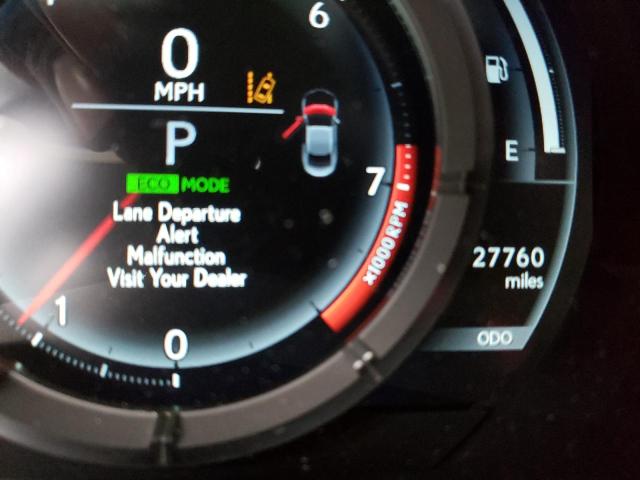 6
0
MPH
P
E
7
ECO MODE
Lane Departure
Alert
Malfunction
Visit Your Dealer
x1000RPM
27760
miles
1
0
ODO